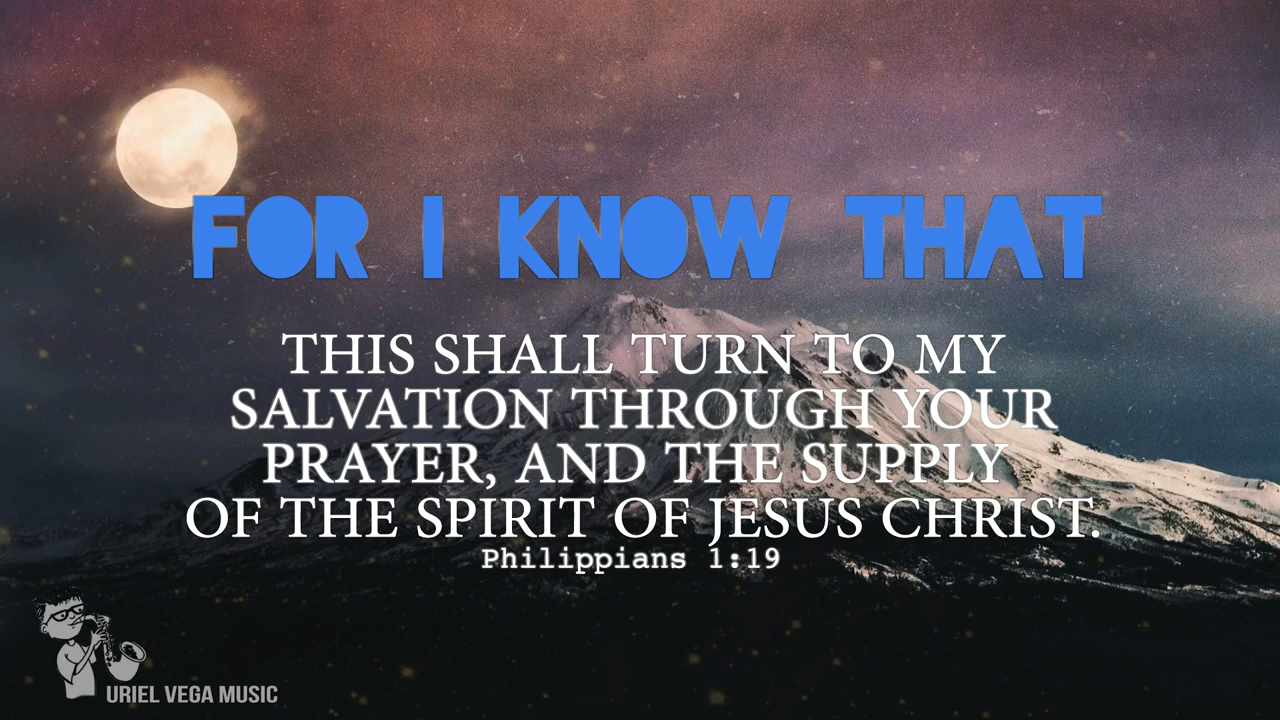 FOR I KNOW THAT
THIS SHALL TURN TO MY
SALVATION THROUGH YOUR
PRAYER, AND THE SUPPLY
OF THE SPIRIT OF JESUS CHRIST.
Philippians 1:19
URIEL VEGA MUSIC